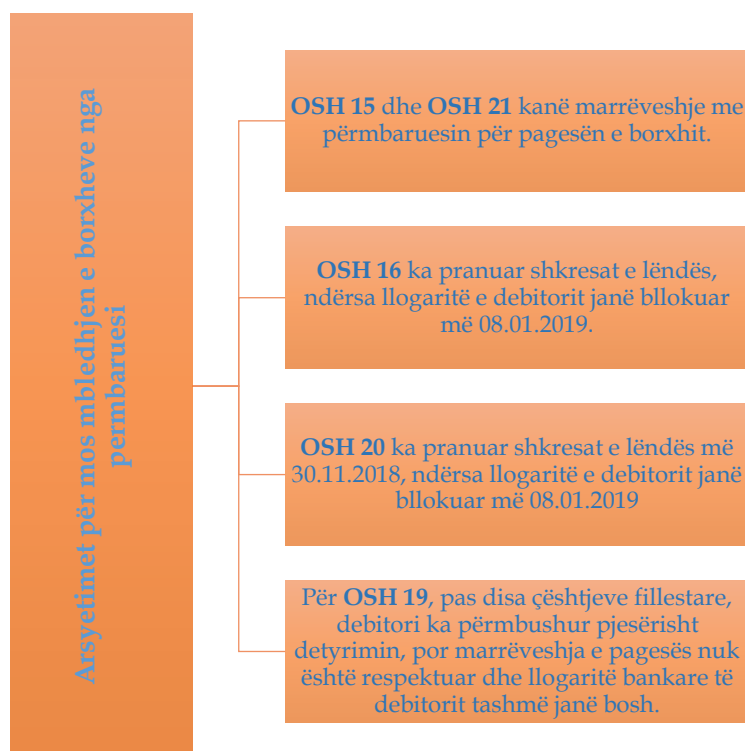 Arsyetimet për mos mbledhjen e borxheve nga
permbaruesi
OSH 15 dhe OSH 21 kanë marrëveshje me
përmbaruesin për pagesën e borxhit.
OSH 16 ka pranuar shkresat e lëndës,
ndërsa llogaritë e debitorit janë bllokuar
më 08.01.2019.
OSH 20 ka pranuar shkresat e lëndës më
30.11.2018, ndërsa llogaritë e debitorit janë
bllokuar më 08.01.2019
Për OSH 19, pas disa çështjeve fillestare,
debitori ka përmbushur pjesërisht
detyrimin, por marrëveshja e pagesës nuk
është respektuar dhe llogaritë bankare të
debitorit tashmë janë bosh.